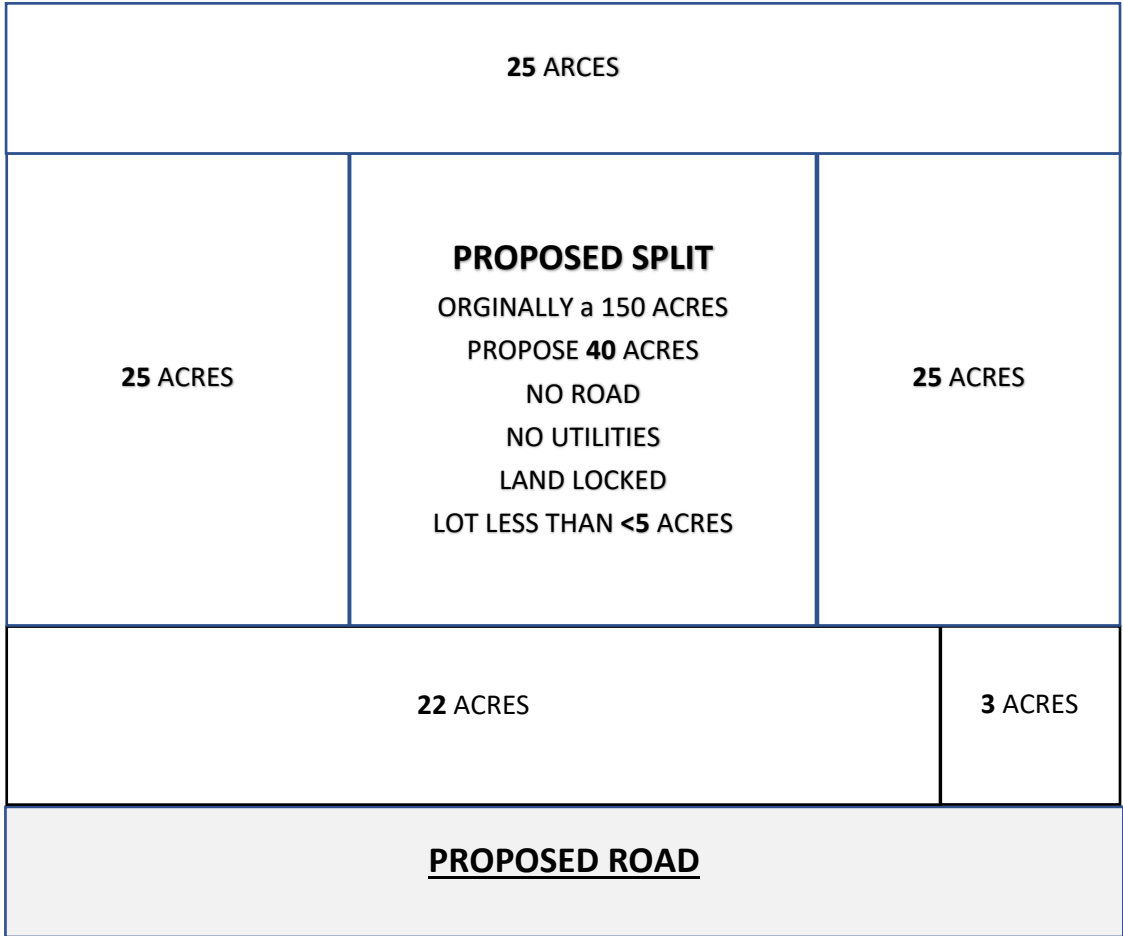 25 ARCES
PROPOSED SPLIT
ORGINALLY a 150 ACRES
PROPOSE 40 ACRES
NO ROAD
NO UTILITIES
LAND LOCKED
LOT LESS THAN <5 ACRES
25 ACRES
25 ACRES
22 ACRES
3 ACRES
PROPOSED ROAD